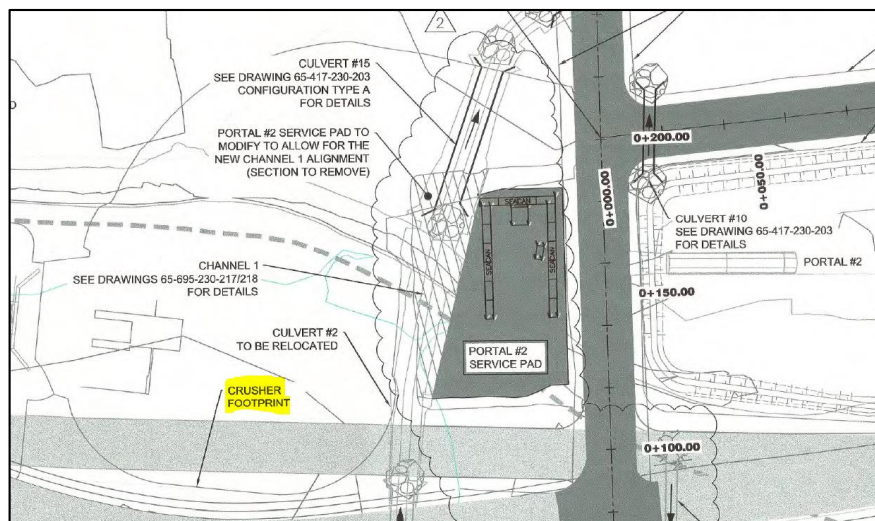 2
CULVERT #15
SEE DRAWING 65-417-230-203
CONFIGURATION TYPE A
FOR DETAILS
PORTAL #2 SERVICE PAD TO
MODIFY TO ALLOW FOR THE
NEW CHANNEL 1 ALIGNMENT
(SECTION TO REMOVE)
0+200.00
0+000.00
0+050.00
SEACAN
SEACAN
SEACAN
CULVERT #10
SEE DRAWING 65-417-230-203
FOR DETAILS
PORTAL #2
CHANNEL 1
SEE DRAWINGS 65-695-230-217/218
FOR DETAILS
0+150.00
CULVERT #2
TO BE RELOCATED
PORTAL #2
SERVICE PAD
CRUSHER
FOOTPRINT
0+100.00